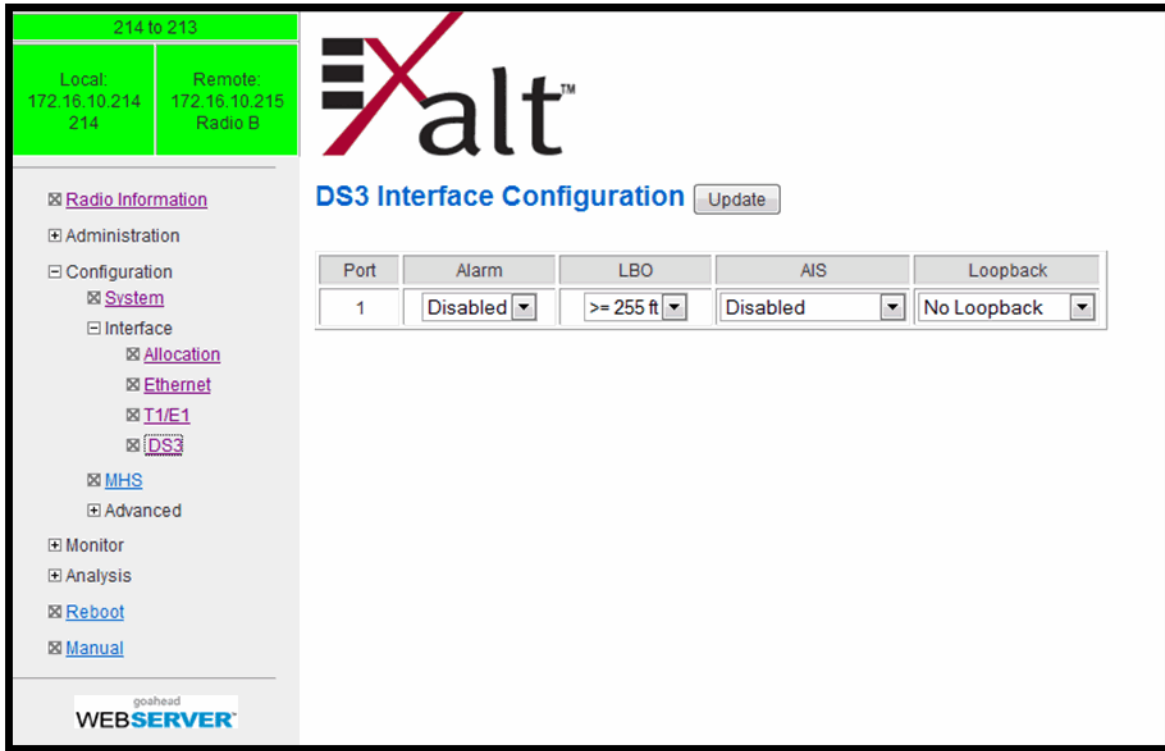 214 to 213
Local:
172.16.10.214
214
Remote:
172.16.10.215
Radio B
Exalt™
Radio Information
Administration
Configuration
System
Interface
Allocation
Ethernet
T1/E1
DS3
MHS
Advanced
Monitor
Analysis
Reboot
Manual
goahead
WEBSERVER™
DS3 Interface Configuration Update
Port Alarm LBO AIS Loopback
1 Disabled >= 255 ft Disabled No Loopback